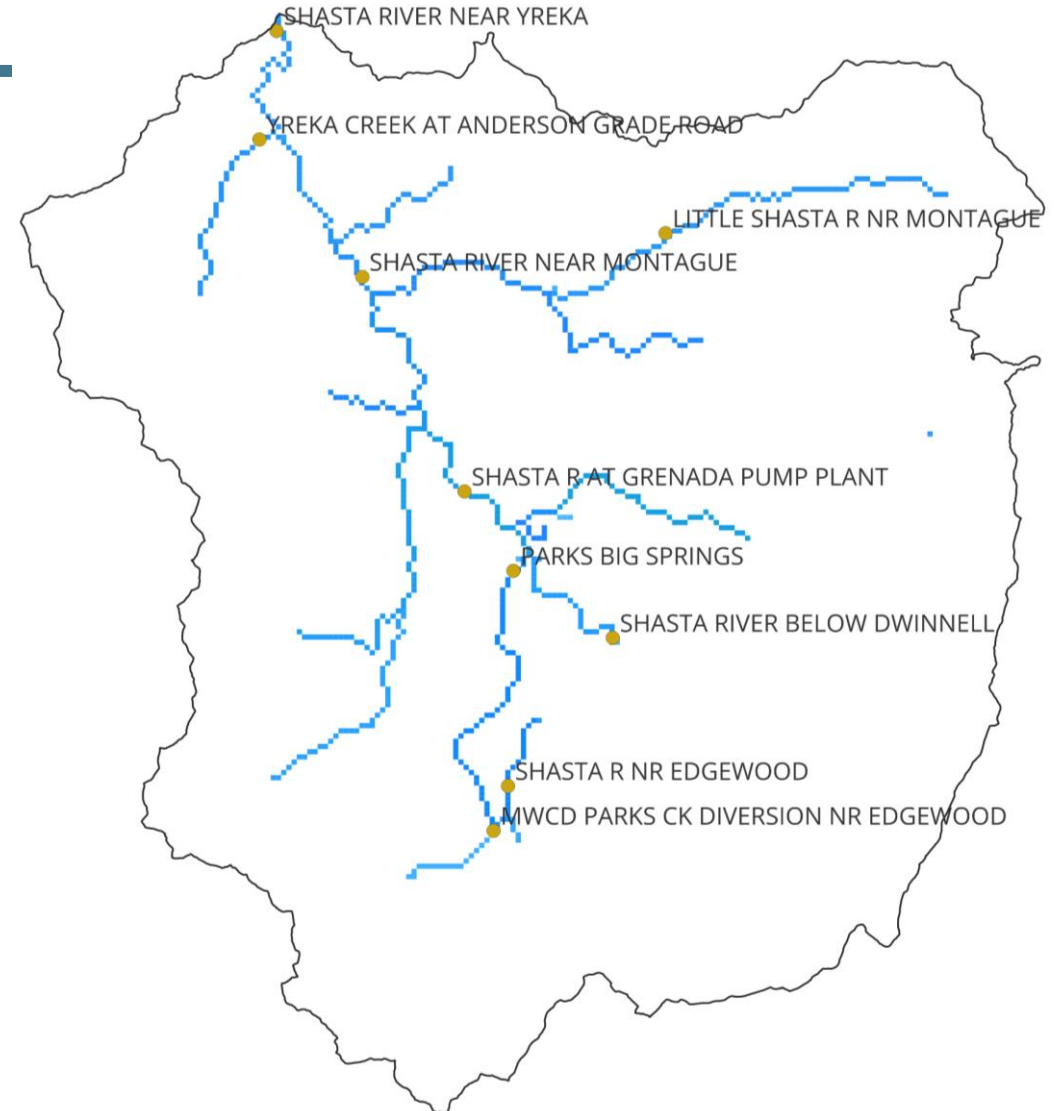 SHASTA RIVER NEAR YREKA
YREKA CREEK AT ANDERSON GRADE ROAD
LITTLE SHASTA R NR MONTAGUE
SHASTA RIVER NEAR MONTAGUE
SHASTA R AT GRENADA PUMP PLANT
PARKS BIG SPRINGS
SHASTA RIVER BELOW DWINNELL
SHASTA R NR EDGEWOOD
MWCD PARKS CK DIVERSION NR EDGEWOOD